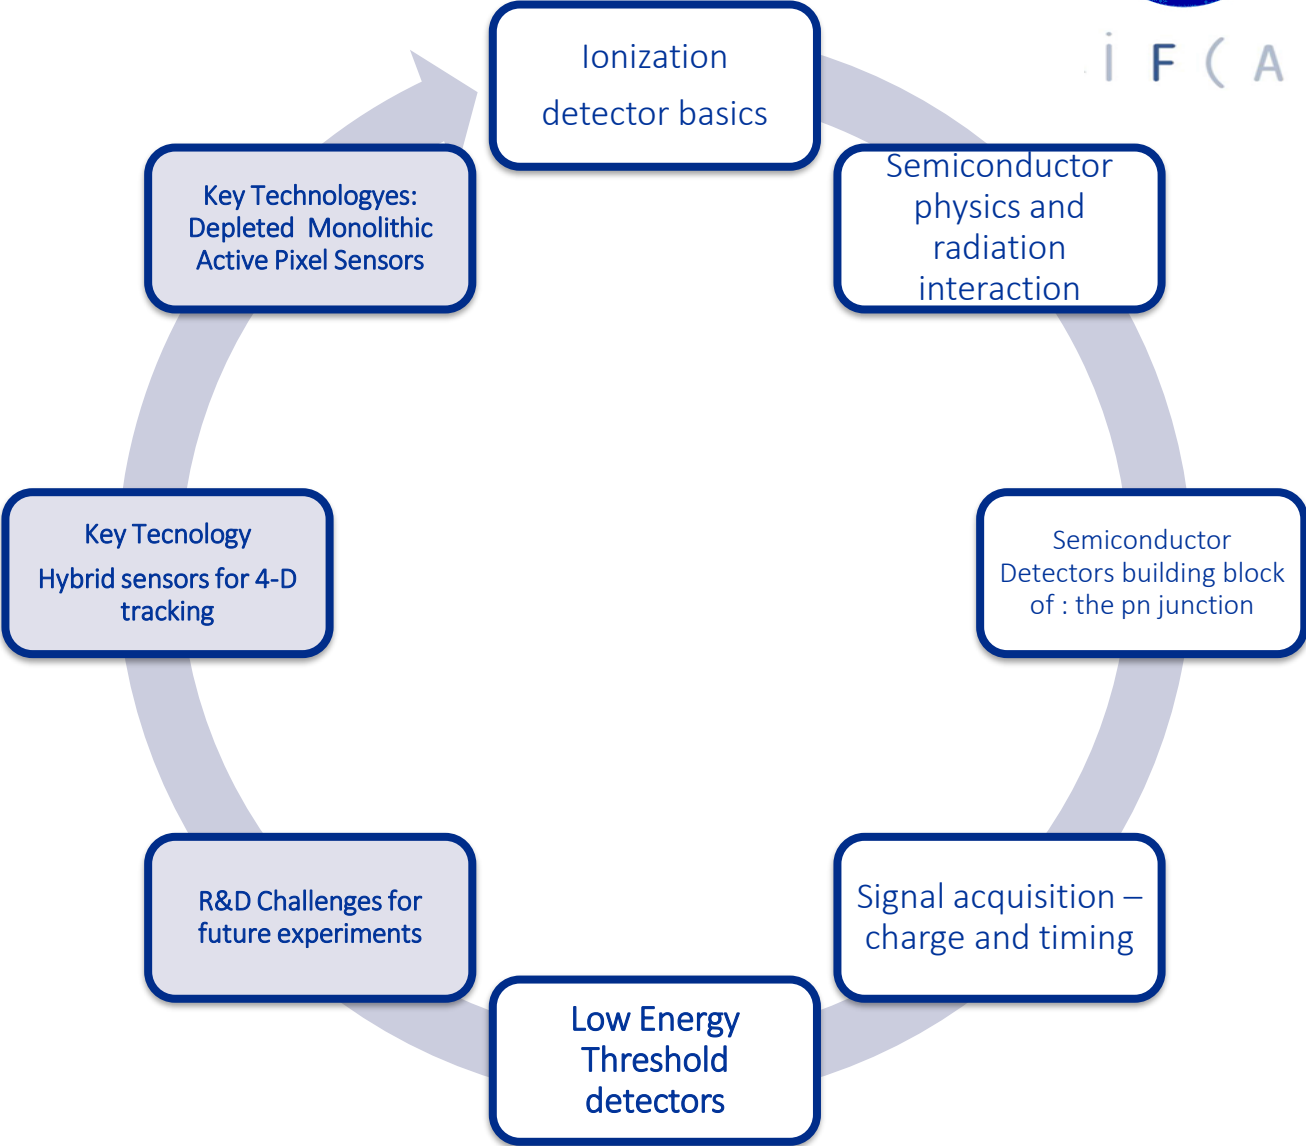 Ionization
detector basics
i F ( A
Semiconductor
physics and
radiation
interaction
Semiconductor
Detectors building block
of : the pn junction
Signal acquisition –
charge and timing
Low Energy
Threshold
detectors
R&D Challenges for
future experiments
Key Tecnology
Hybrid sensors for 4-D
tracking
Key Technologyes:
Depleted  Monolithic
Active Pixel Sensors